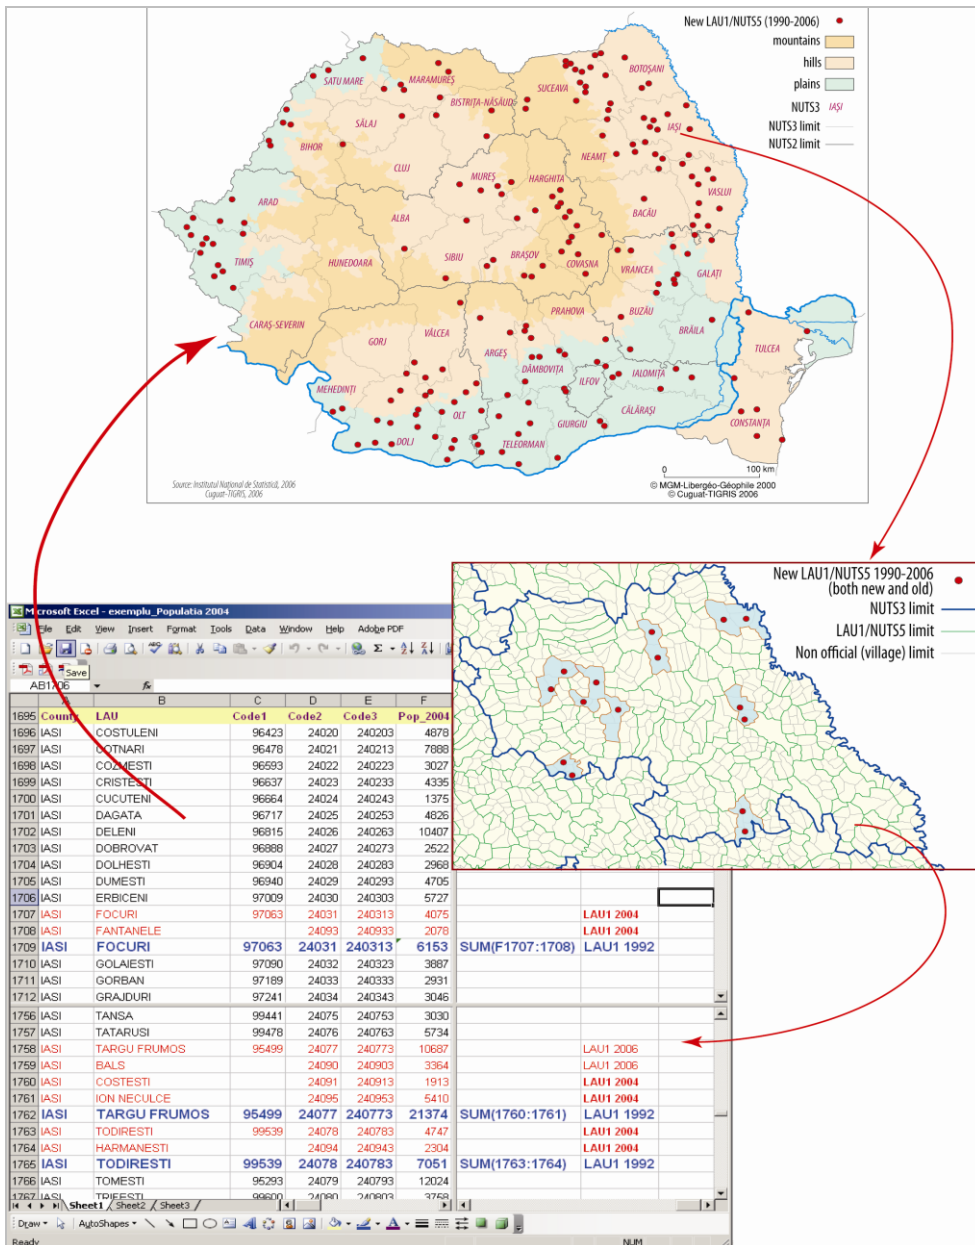 New LAU1/NUTS5 (1990-2006)
mountains
hills
plains
NUTS3 IAŞI
NUTS3 limit
NUTS2 limit
SATU MARE
MARAMUREŞ
BISTRIŢA-NĂSĂUD
SUCEAVA
BOTOŞANI
SĂLAJ
IAŞI
BIHOR
CLUJ
NEAMŢ
MUREŞ
HARGHITA
VASLUI
ARAD
ALBA
BACĂU
TIMIŞ
HUNEDOARA
SIBIU
BRAŞOV
COVASNA
VRANCEA
GALAŢI
CARAŞ-SEVERIN
GORJ
VÂLCEA
PRAHOVA
BUZĂU
BRĂILA
TULCEA
ARGEŞ
DÂMBOVIŢA
MEHEDINŢI
ILFOV
IALOMIŢA
OLT
GIURGIU
CĂLĂRAŞI
CONSTANŢA
DOLJ
TELEORMAN
0 100 km
Source: Institutul Naţional de Statistică, 2006
Cuguat-TIGRIS, 2006
© MGM-Libergéo-Géophile 2000
© Cuguat-TIGRIS 2006
New LAU1/NUTS5 1990-2006
(both new and old)
NUTS3 limit
LAU1/NUTS5 limit
Non official (village) limit
Microsoft Excel - exemplu_Populatia 2004
File Edit View Insert Format Tools Data Window Help Adobe PDF
Save
AB1706 fx
A B C D E F
1695 County LAU Code1 Code2 Code3 Pop_2004
1696 IASI COSTULENI 96423 24020 240203 4878
1697 IASI COTNARI 96478 24021 240213 7888
1698 IASI COZMESTI 96593 24022 240223 3027
1699 IASI CRISTESTI 96637 24023 240233 4335
1700 IASI CUCUTENI 96664 24024 240243 1375
1701 IASI DAGATA 96717 24025 240253 4826
1702 IASI DELENI 96815 24026 240263 10407
1703 IASI DOBROVAT 96888 24027 240273 2522
1704 IASI DOLHESTI 96904 24028 240283 2968
1705 IASI DUMESTI 96940 24029 240293 4705
1706 IASI ERBICENI 97009 24030 240303 5727
1707 IASI FOCURI 97063 24031 240313 4075 LAU1 2004
1708 IASI FANTANELE 24093 240933 2078 LAU1 2004
1709 IASI FOCURI 97063 24031 240313 6153 SUM(F1707:1708) LAU1 1992
1710 IASI GOLAIESTI 97090 24032 240323 3887
1711 IASI GORBAN 97189 24033 240333 2931
1712 IASI GRAJDURI 97241 24034 240343 3046
1756 IASI TANSA 99441 24075 240753 3030
1757 IASI TATARUSI 99478 24076 240763 5734
1758 IASI TARGU FRUMOS 95499 24077 240773 10687 LAU1 2006
1759 IASI BALS 24090 240903 3364 LAU1 2006
1760 IASI COSTESTI 24091 240913 1913 LAU1 2004
1761 IASI ION NECULCE 24095 240953 5410 LAU1 2004
1762 IASI TARGU FRUMOS 95499 24077 240773 21374 SUM(1760:1761) LAU1 1992
1763 IASI TODIRESTI 99539 24078 240783 4747 LAU1 2004
1764 IASI HARMANESTI 24094 240943 2304 LAU1 2004
1765 IASI TODIRESTI 99539 24078 240783 7051 SUM(1763:1764) LAU1 1992
1766 IASI TOMESTI 95293 24079 240793 12024
1767 IASI TRIFESTI 99600 24080 240803 3758
Sheet1 Sheet2 Sheet3
Draw AutoShapes
Ready NUM